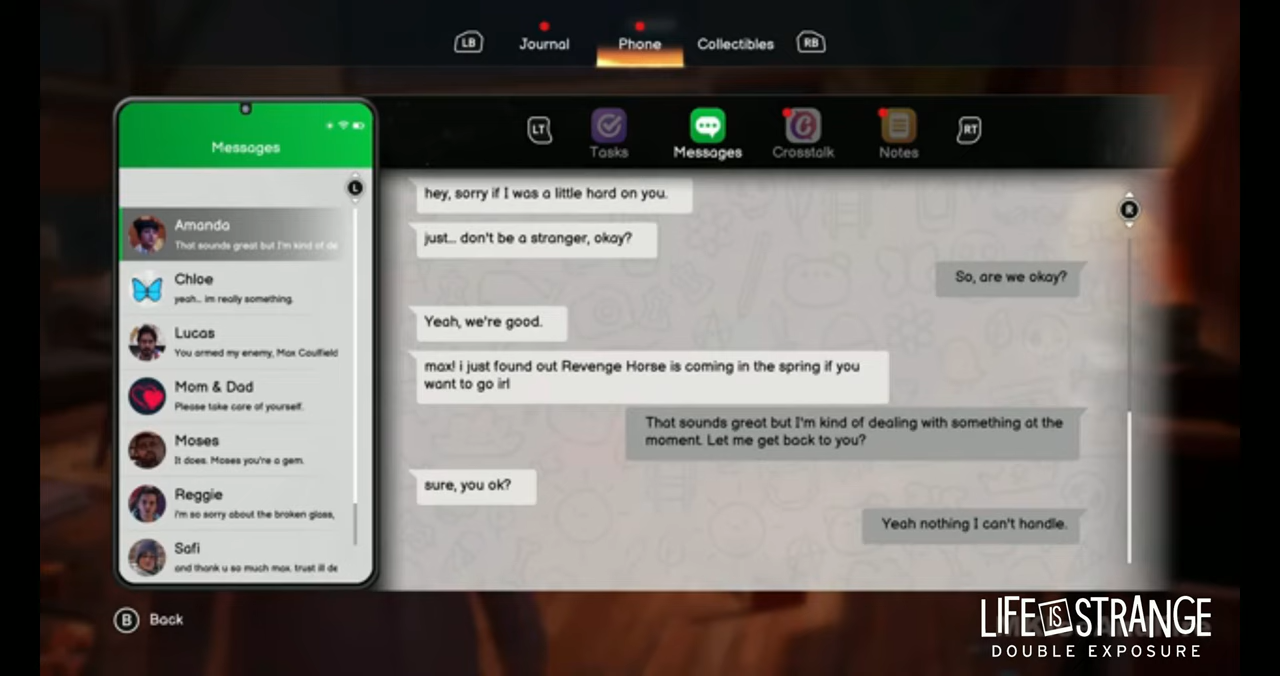 LB
Journal
Phone
Collectibles
RB
Messages
LT
Tasks
Messages
Crosstalk
Notes
RT
L
Amanda
That sounds great but I'm kind of de
Chloe
yeah... im really something.
Lucas
You armed my enemy, Max Caulfield
Mom & Dad
Please take care of yourself.
Moses
It does. Moses you're a gem.
Reggie
i'm so sorry about the broken glass,
Safi
and thank u so much max. trust ill de
hey, sorry if I was a little hard on you.
just... don't be a stranger, okay?
So, are we okay?
Yeah, we're good.
max! i just found out Revenge Horse is coming in the spring if you
want to go irl
That sounds great but I'm kind of dealing with something at the
moment. Let me get back to you?
sure, you ok?
Yeah nothing I can't handle.
R
B Back
LIFE IS STRANGE
DOUBLE EXPOSURE